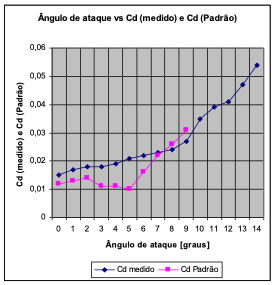 Ângulo de ataque vs Cd (medido) e Cd (Padrão)
Cd (medido) e Cd (Padrão)
0,06
0,05
0,04
0,03
0,02
0,01
0
0 1 2 3 4 5 6 7 8 9 10 11 12 13 14
Ângulo de ataque [graus]
Cd medido Cd Padrão